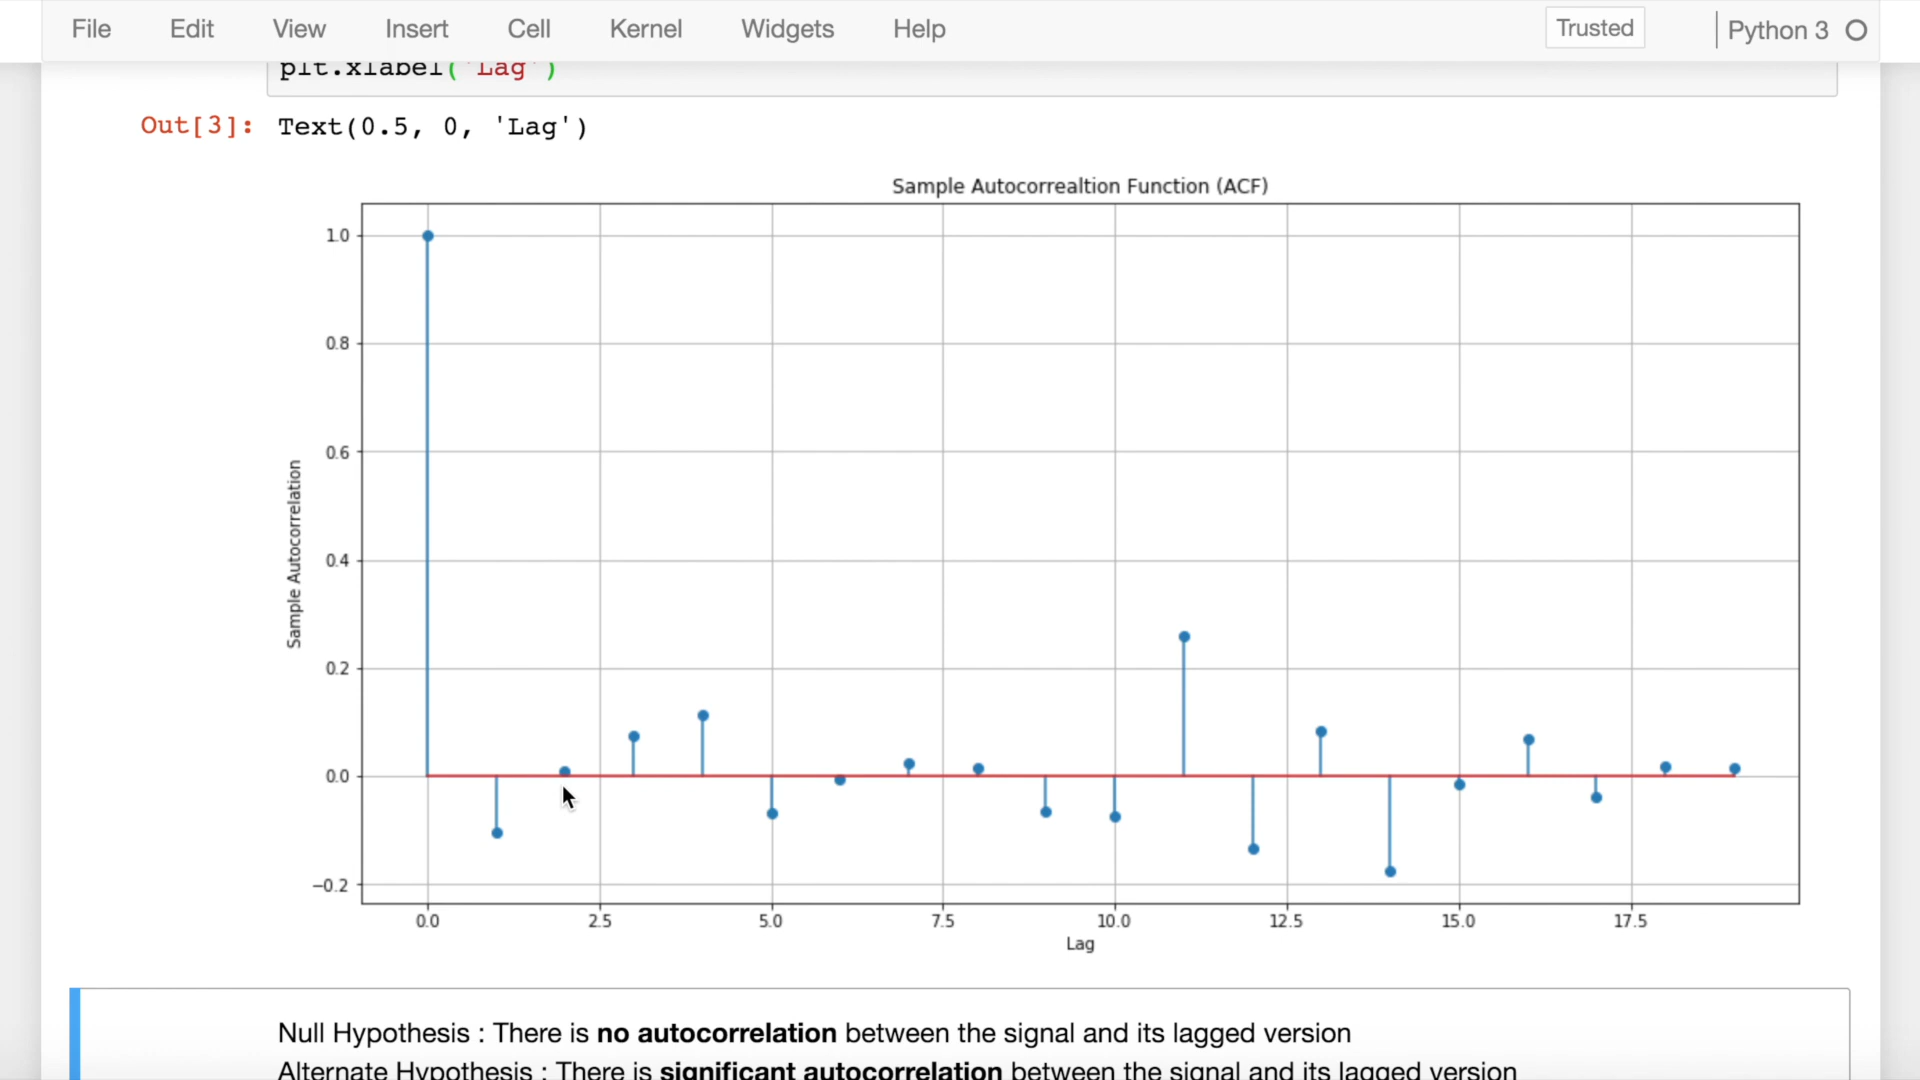 File Edit View Insert Cell Kernel Widgets Help Trusted Python 3
plt.xlabel('Lag')
Out[3]: Text(0.5, 0, 'Lag')
Sample Autocorrealtion Function (ACF)
1.0
0.8
0.6
0.4
0.2
0.0
−0.2
Sample Autocorrelation
0.0 2.5 5.0 7.5 10.0 12.5 15.0 17.5
Lag
Null Hypothesis : There is no autocorrelation between the signal and its lagged version
Alternate Hypothesis : There is significant autocorrelation between the signal and its lagged version